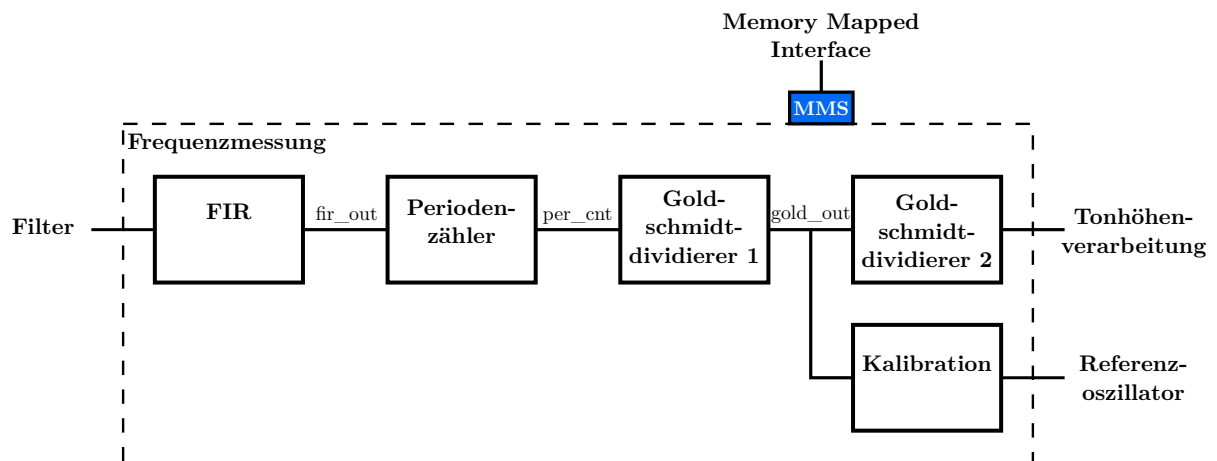 Memory Mapped
Interface
MMS
Frequenzmessung
Filter
FIR
fir_out
Perioden-
zähler
per_cnt
Gold-
schmidt-
dividierer 1
gold_out
Gold-
schmidt-
dividierer 2
Tonhöhen-
verarbeitung
Kalibration
Referenz-
oszillator